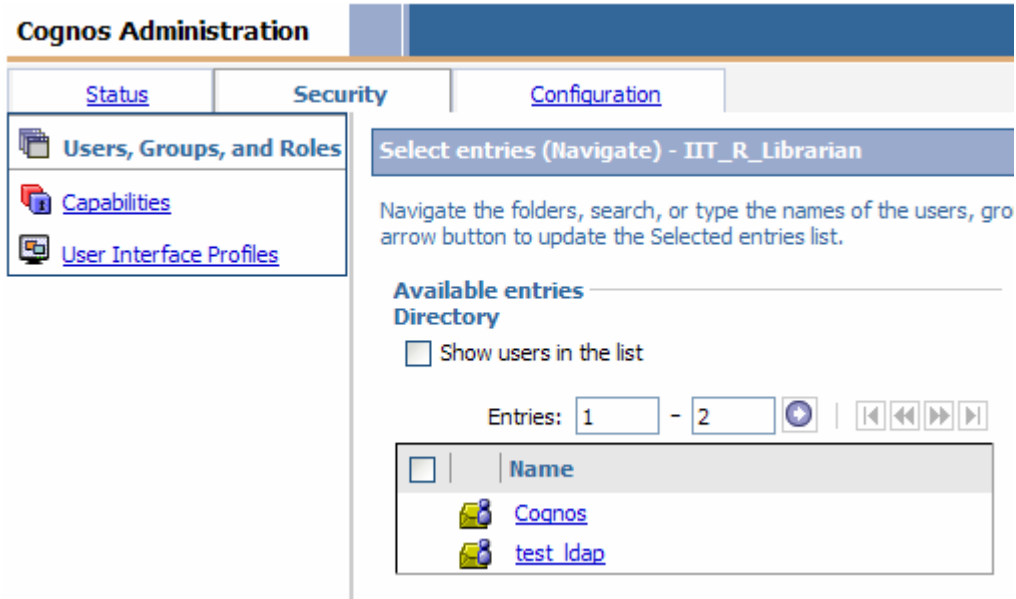 Cognos Administration
Status
Security
Configuration
Users, Groups, and Roles
Capabilities
User Interface Profiles
Select entries (Navigate) - IIT_R_Librarian
Navigate the folders, search, or type the names of the users, gro
arrow button to update the Selected entries list.
Available entries
Directory
Show users in the list
Entries: 1 - 2
Name
Cognos
test_ldap